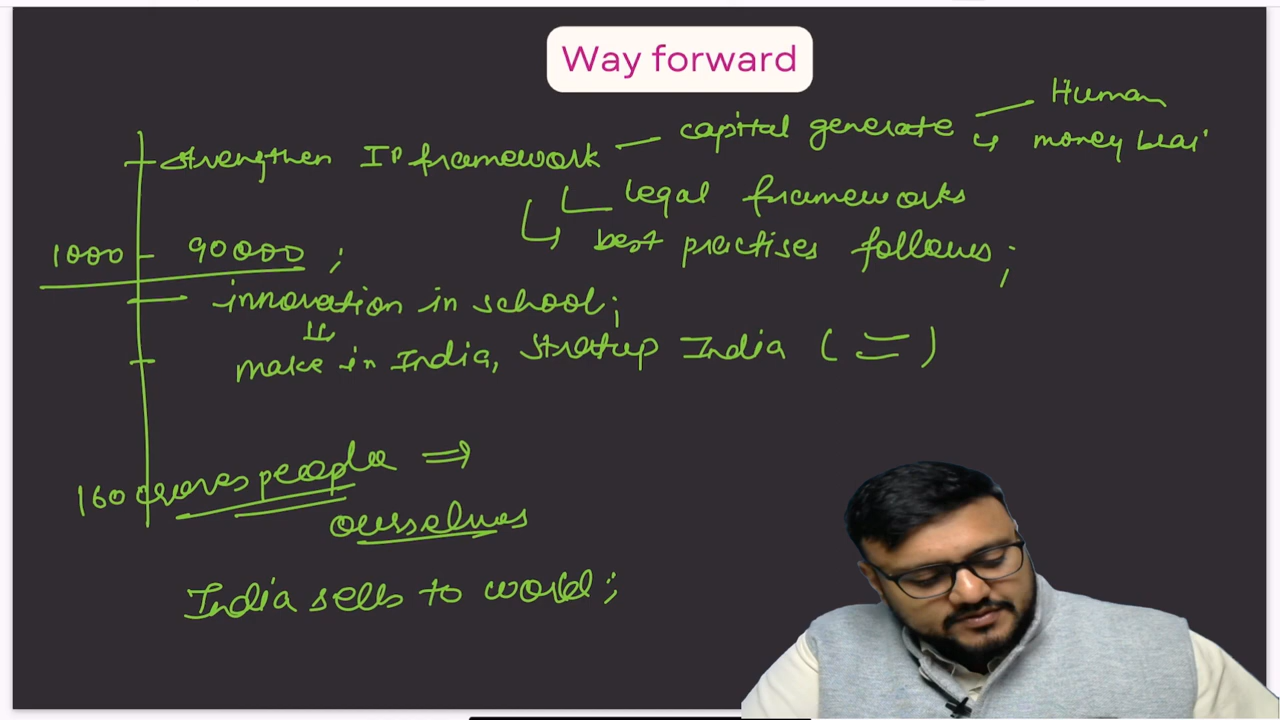 Way forward
Human
capital generate
money
strengthen IP framework
legal frameworks
best practises follows;
1000 90000;
innovation in school;
make in India, Stratup India ( = )
160 crores people ⇒
ourselves
India sells to world;